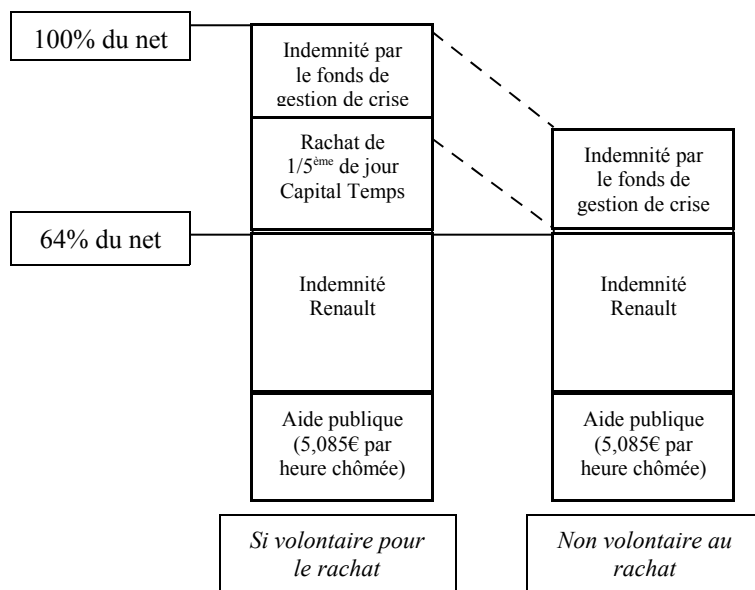 100% du net
Indemnité par
le fonds de
gestion de crise
Rachat de
1/5ème de jour
Capital Temps
Indemnité par
le fonds de
gestion de crise
64% du net
Indemnité
Renault
Indemnité
Renault
Aide publique
(5,085€ par
heure chômée)
Aide publique
(5,085€ par
heure chômée)
Si volontaire pour
le rachat
Non volontaire au
rachat